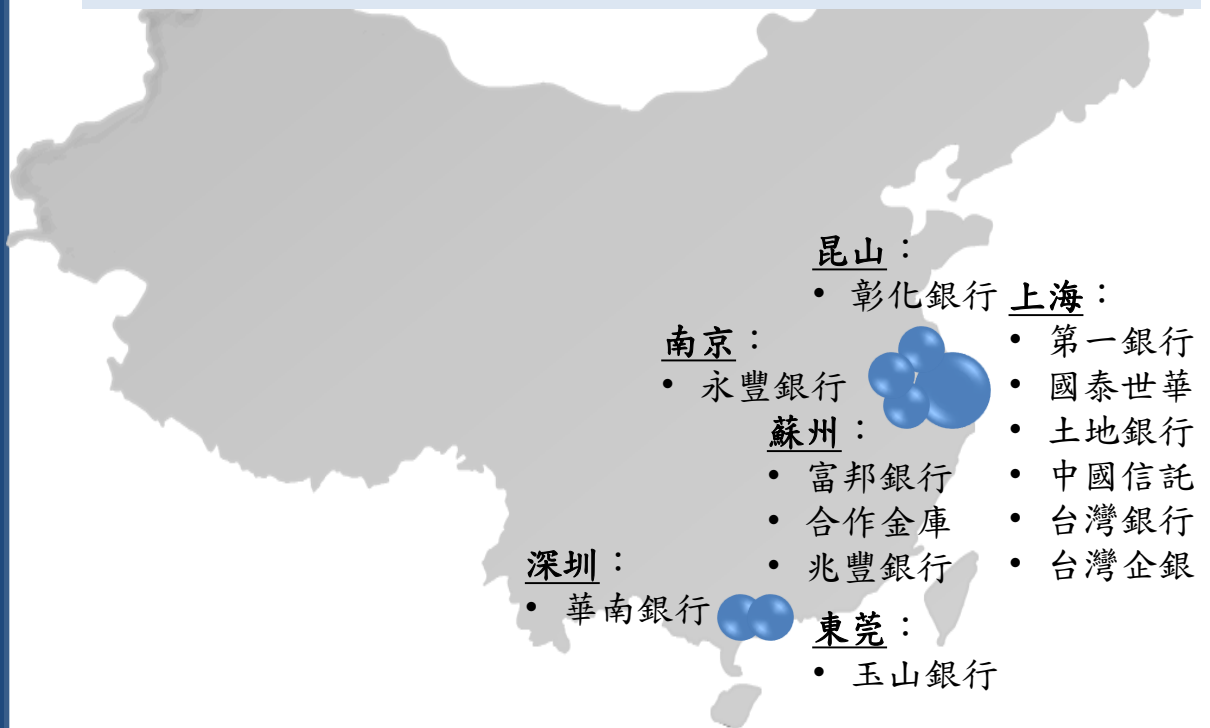 昆山：
• 彰化銀行
上海：
• 第一銀行
• 國泰世華
• 土地銀行
• 中國信託
• 台灣銀行
• 台灣企銀
南京：
• 永豐銀行
蘇州：
• 富邦銀行
• 合作金庫
• 兆豐銀行
深圳：
• 華南銀行
東莞：
• 玉山銀行